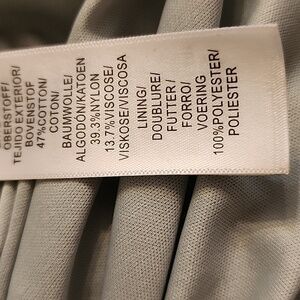 OBERSTOFF/
TEJIDO EXTERIOR/
BOVENSTOF
47%COTTON/
COTON/
BAUMWOLLE/
ALGODÓN/KATOEN
39.3%NYLON
13.7%VISCOSE/
VISKOSE/VISCOSA
LINING/
DOUBLURE/
FUTTER /
FORRO/
VOERING
100%POLYESTER/
POLIESTER